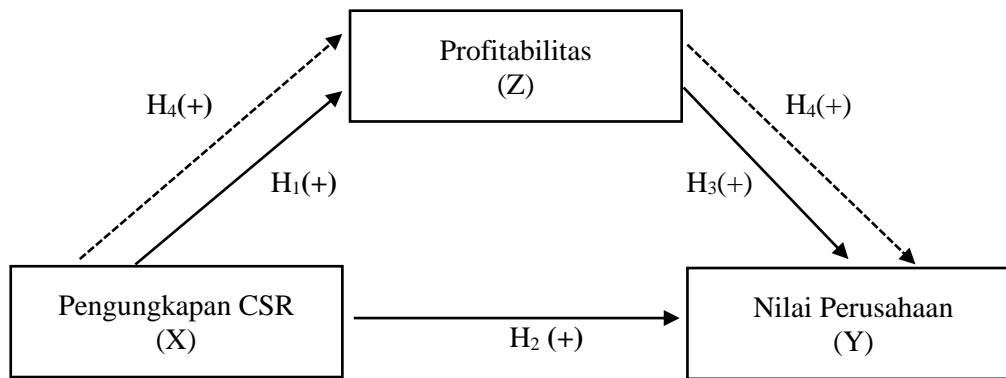 Profitabilitas
(Z)
H₄(+)
H₄(+)
H₁(+)
H₃(+)
Pengungkapan CSR
(X)
Nilai Perusahaan
(Y)
H₂ (+)